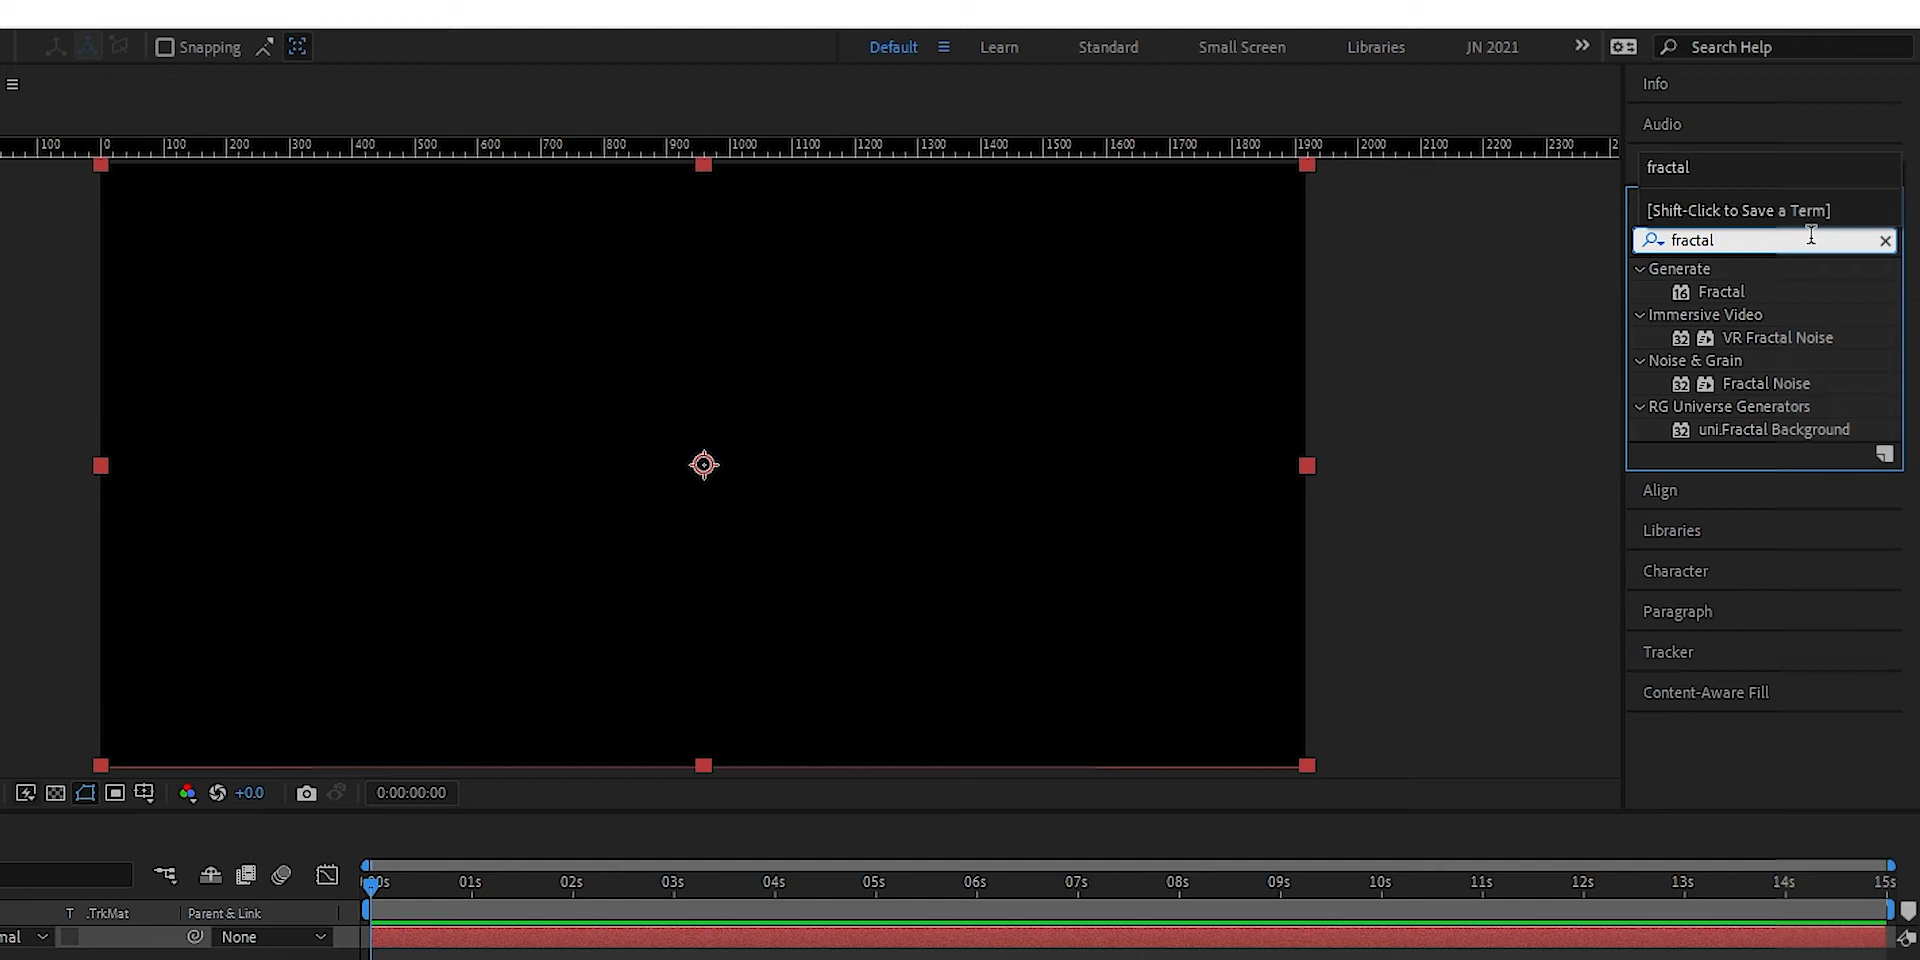 Snapping
Default
Learn
Standard
Small Screen
Libraries
JN 2021
Search Help
Info
Audio
100 0 100 200 300 400 500 600 700 800 900 1000 1100 1200 1300 1400 1500 1600 1700 1800 1900 2000 2100 2200 2300 2
fractal
[Shift-Click to Save a Term]
fractal
Generate
16 Fractal
Immersive Video
32 VR Fractal Noise
Noise & Grain
32 Fractal Noise
RG Universe Generators
32 uni.Fractal Background
Align
Libraries
Character
Paragraph
Tracker
Content-Aware Fill
+0.0
0:00:00:00
00s 01s 02s 03s 04s 05s 06s 07s 08s 09s 10s 11s 12s 13s 14s 15s
T .TrkMat Parent & Link
nal None